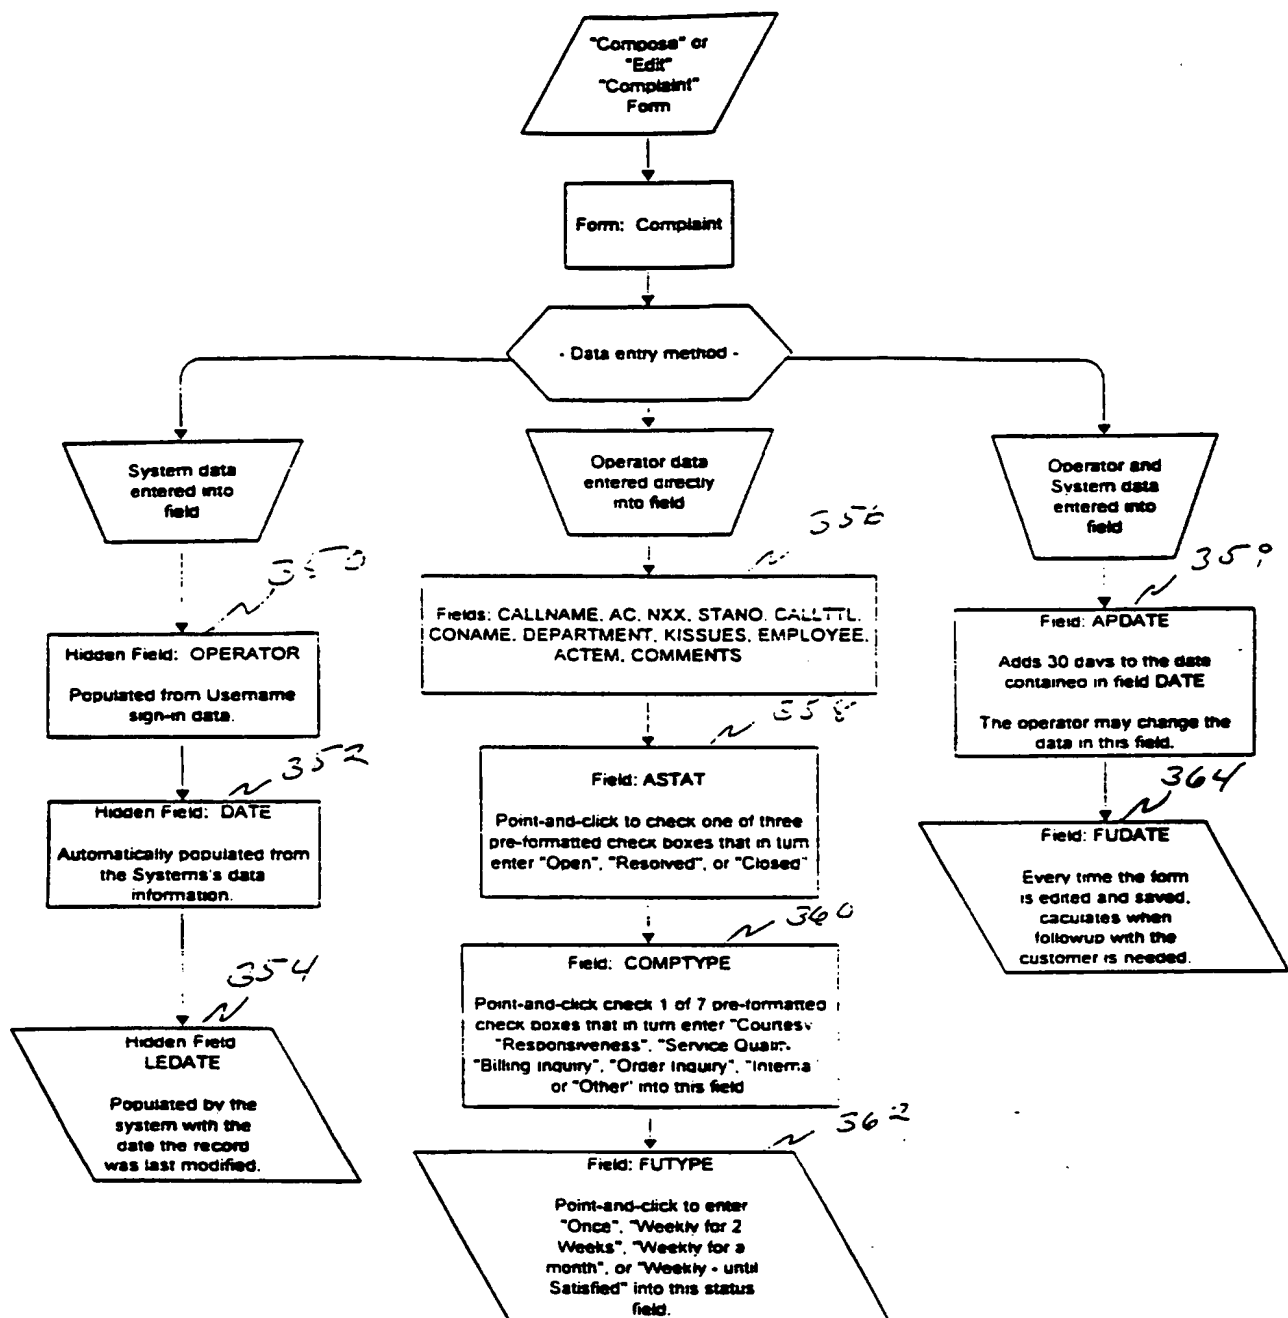 "Compose" or
"Edit"
"Complaint"
Form
Form: Complaint
- Data entry method -
System data
entered into
field
Operator data
entered directly
into field
Operator and
System data
entered into
field
350
Hidden Field: OPERATOR
Populated from Username
sign-in data.
352
Hidden Field: DATE
Automatically populated from
the Systems's data
information.
354
Hidden Field
LEDATE
Populated by the
system with the
date the record
was last modified.
356
Fields: CALLNAME, AC, NXX, STANO, CALLTTL,
CONAME, DEPARTMENT, KISSUES, EMPLOYEE,
ACTEM, COMMENTS
358
Field: ASTAT
Point-and-click to check one of three
pre-formatted check boxes that in turn
enter "Open", "Resolved", or "Closed"
360
Field: COMPTYPE
Point-and-click check 1 of 7 pre-formatted
check boxes that in turn enter "Courtesy
"Responsiveness", "Service
"Billing Inquiry", "Order Inquiry", "Interna
or "Other" into this field
362
Field: FUTYPE
Point-and-click to enter
"Once", "Weekly for 2
Weeks", "Weekly for a
month", or "Weekly - until
Satisfied" into this status
field.
Field: APDATE
Adds 30 days to the date
contained in field DATE
The operator may change the
data in this field.
364
Field: FUDATE
Every time the form
is edited and saved,
caculates when
followup with the
customer is needed.